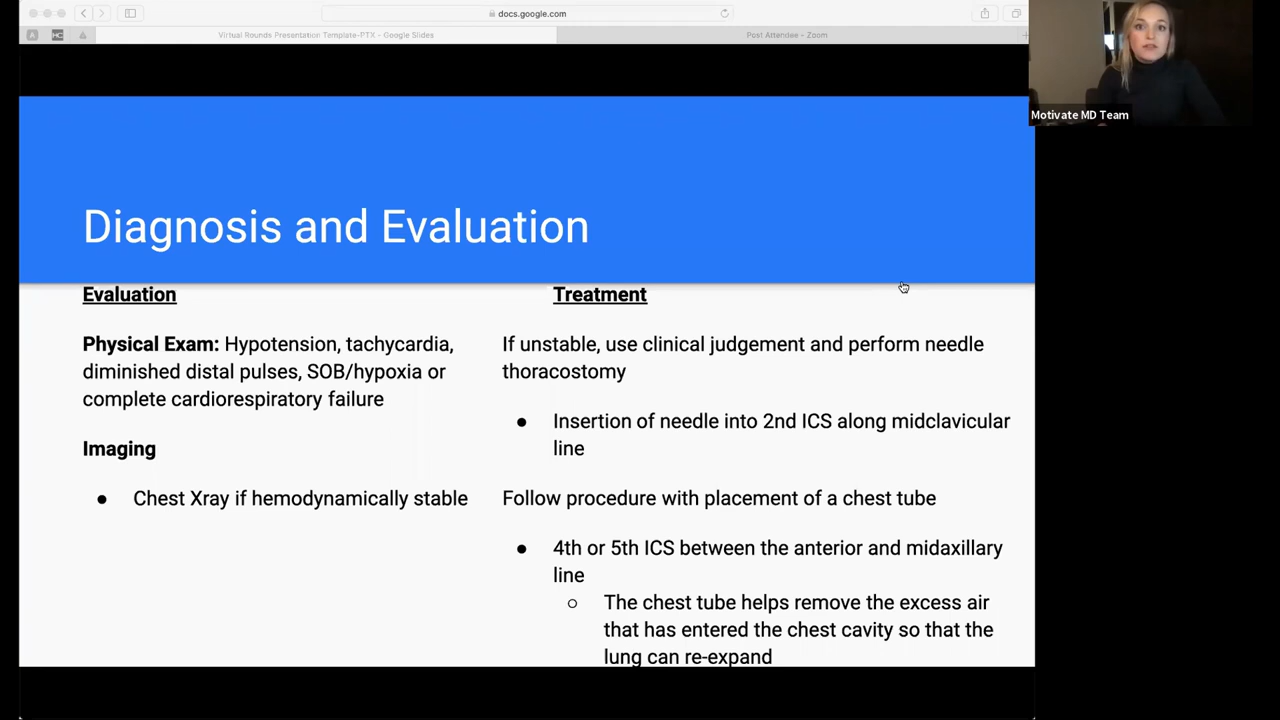 docs.google.com
Virtual Rounds Presentation Template-PTX - Google Slides
Post Attendee - Zoom
Motivate MD Team
Diagnosis and Evaluation
Evaluation
Physical Exam: Hypotension, tachycardia,
diminished distal pulses, SOB/hypoxia or
complete cardiorespiratory failure
Imaging
● Chest Xray if hemodynamically stable
Treatment
If unstable, use clinical judgement and perform needle
thoracostomy
● Insertion of needle into 2nd ICS along midclavicular
line
Follow procedure with placement of a chest tube
● 4th or 5th ICS between the anterior and midaxillary
line
○ The chest tube helps remove the excess air
that has entered the chest cavity so that the
lung can re-expand